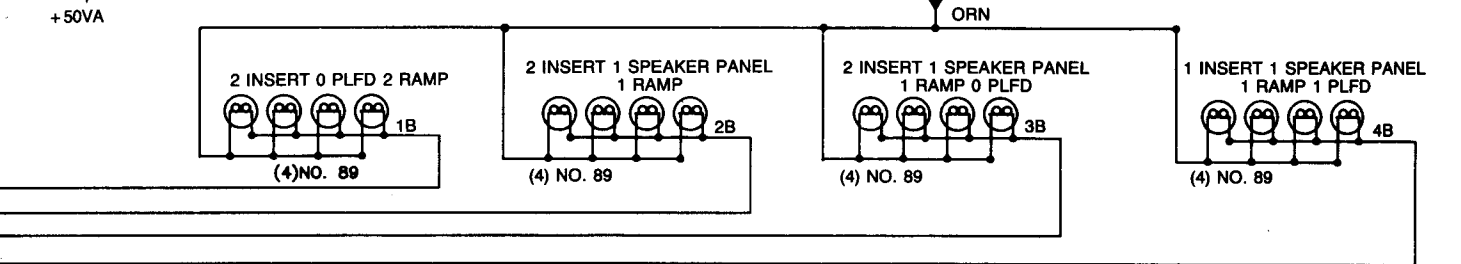 +50VA
ORN
2 INSERT 0 PLFD 2 RAMP
1B
(4)NO. 89
2 INSERT 1 SPEAKER PANEL
1 RAMP
2B
(4) NO. 89
2 INSERT 1 SPEAKER PANEL
1 RAMP 0 PLFD
3B
(4) NO. 89
1 INSERT 1 SPEAKER PANEL
1 RAMP 1 PLFD
4B
(4) NO. 89